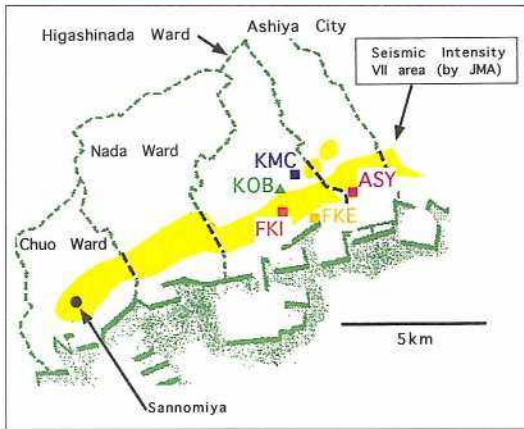 Higashinada Ward
Ashiya City
Seismic Intensity
VII area (by JMA)
Nada Ward
KMC
KOB
ASY
FKI
FKE
Chuo Ward
5km
Sannomiya